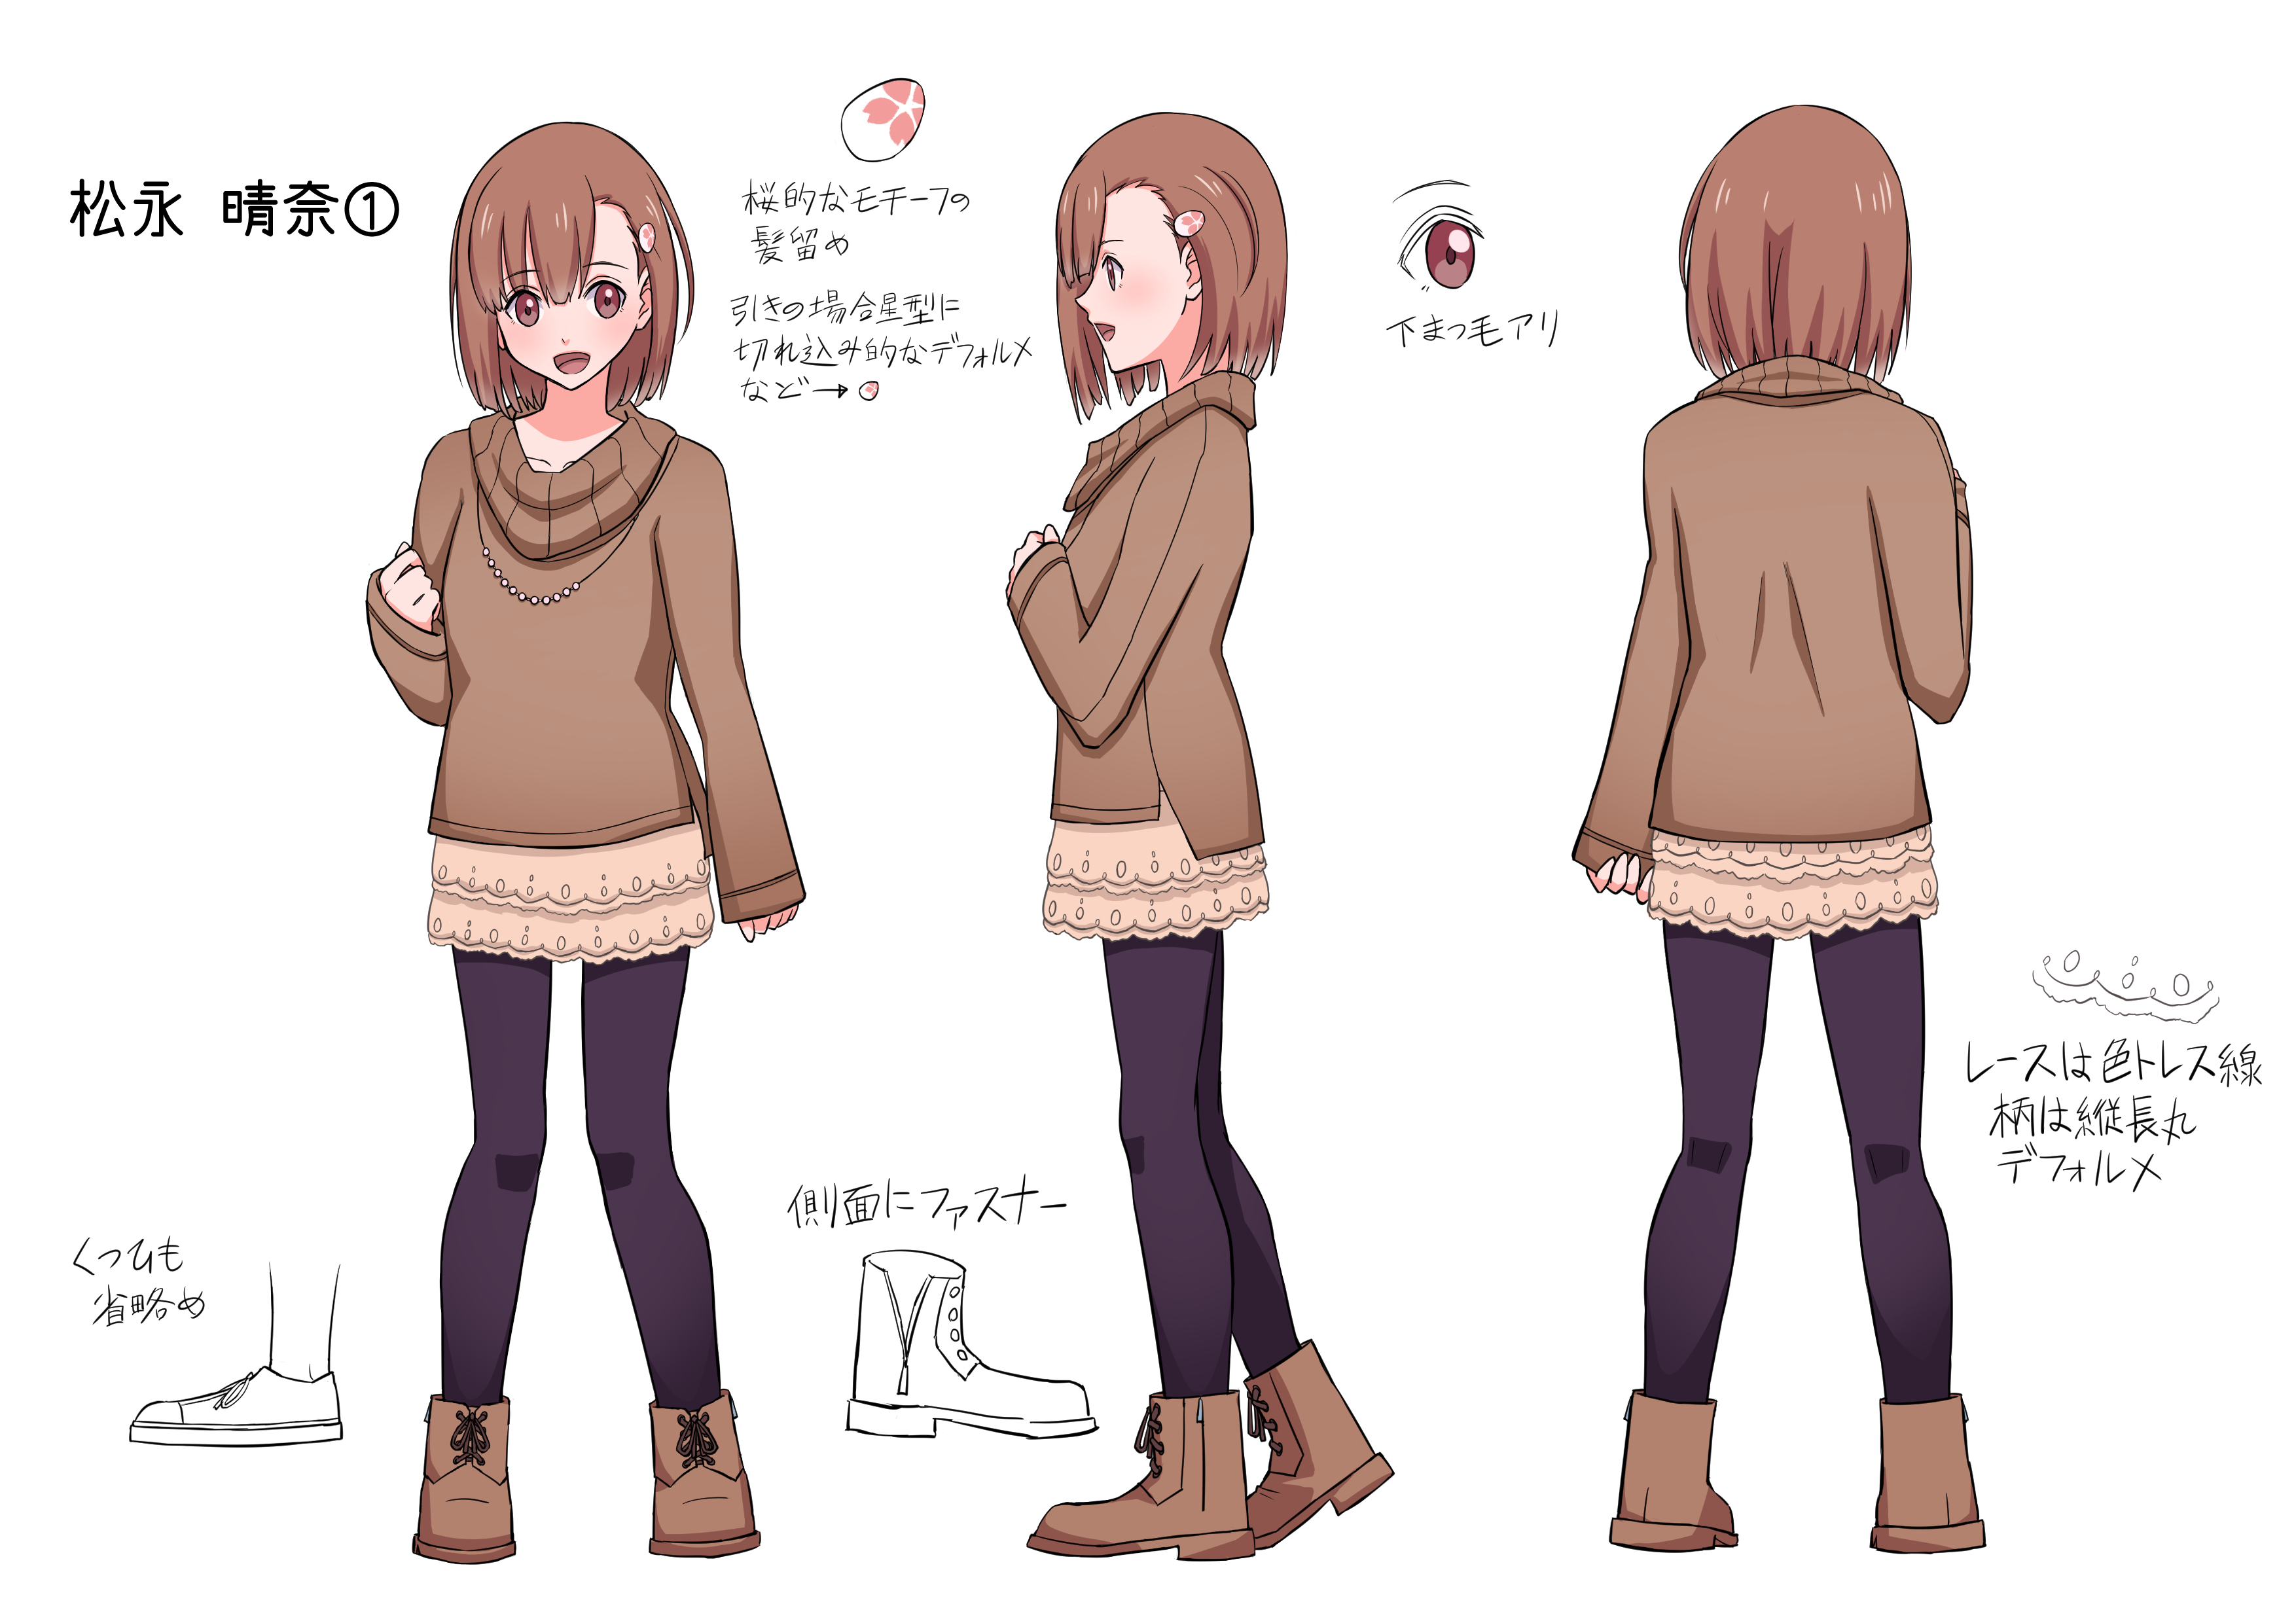 松永 晴奈①
桜的なモチーフの
髪留め
引きの場合星型に
切れ込み的なデフォルメ
など→
下まつ毛アリ
レースは色トレス線
柄は縦長丸
デフォルメ
側面にファスナー
くつひも
省略め